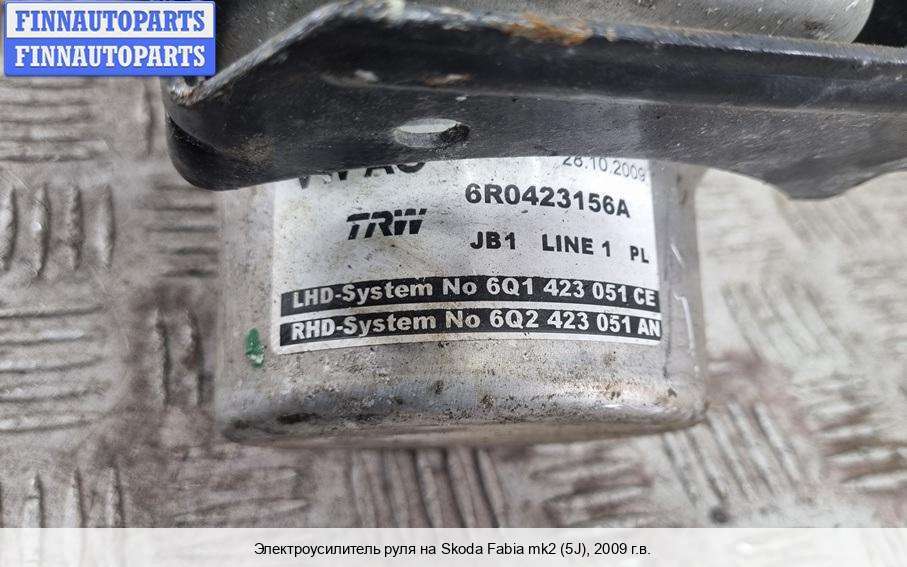 FINNAUTOPARTS
FINNAUTOPARTS
28.10.2009
6R0423156A
TRW
JB1 LINE 1 PL
LHD-System No 6Q1 423 051 CE
RHD-System No 6Q2 423 051 AN
Электроусилитель руля на Skoda Fabia mk2 (5J), 2009 г.в.